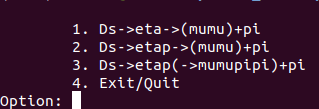 1. Ds->eta->(mumu)+pi
2. Ds->etap->(mumu)+pi
3. Ds->etap(->mumupipi)+pi
4. Exit/Quit
Option: